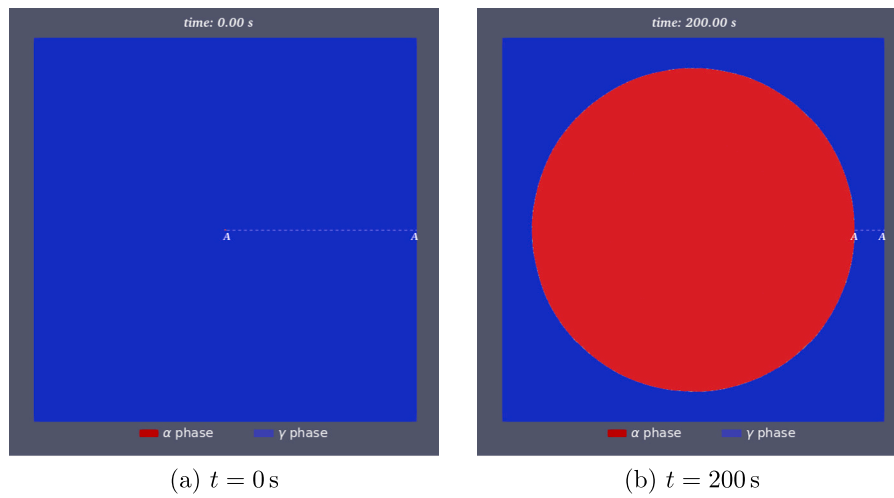 time: 0.00 s
A A
α phase γ phase
(a) t = 0 s
time: 200.00 s
A A
α phase γ phase
(b) t = 200 s